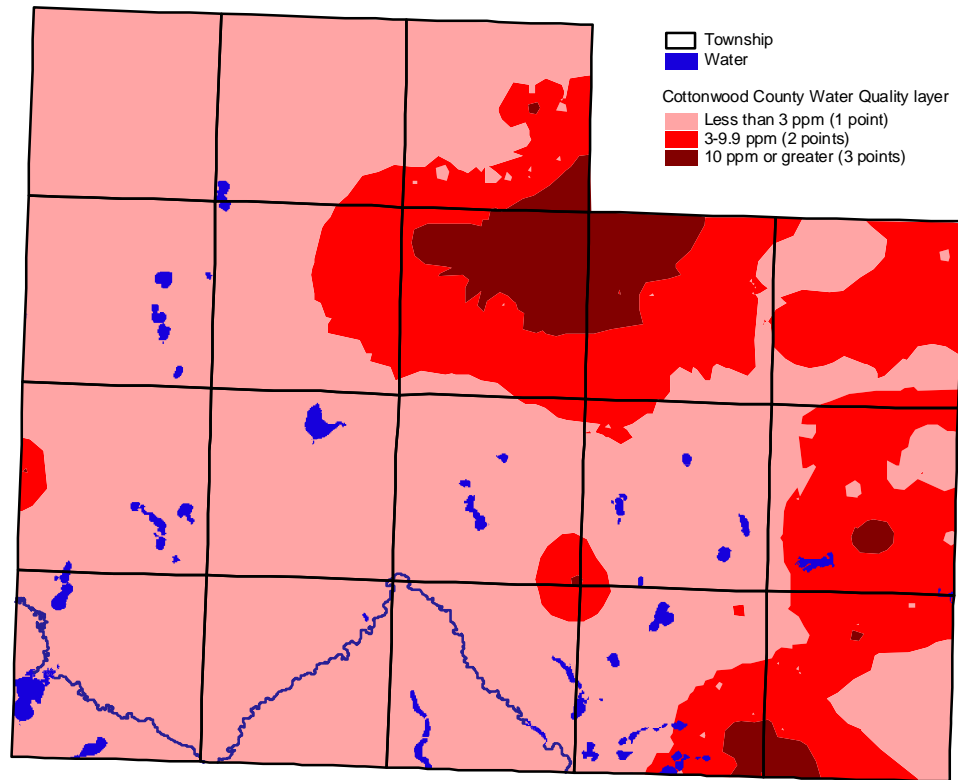 Township
Water
Cottonwood County Water Quality layer
Less than 3 ppm (1 point)
3-9.9 ppm (2 points)
10 ppm or greater (3 points)